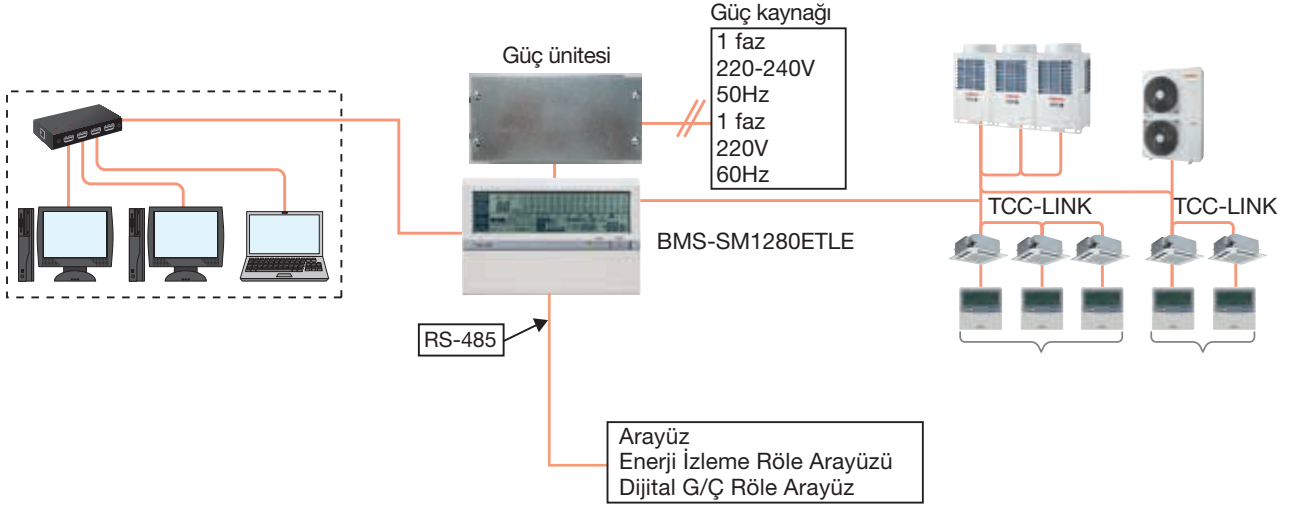 Güç kaynağı
1 faz
220-240V
50Hz
1 faz
220V
60Hz
Güç ünitesi
TCC-LINK
TCC-LINK
BMS-SM1280ETLE
RS-485
Arayüz
Enerji İzleme Röle Arayüzü
Dijital G/Ç Röle Arayüz